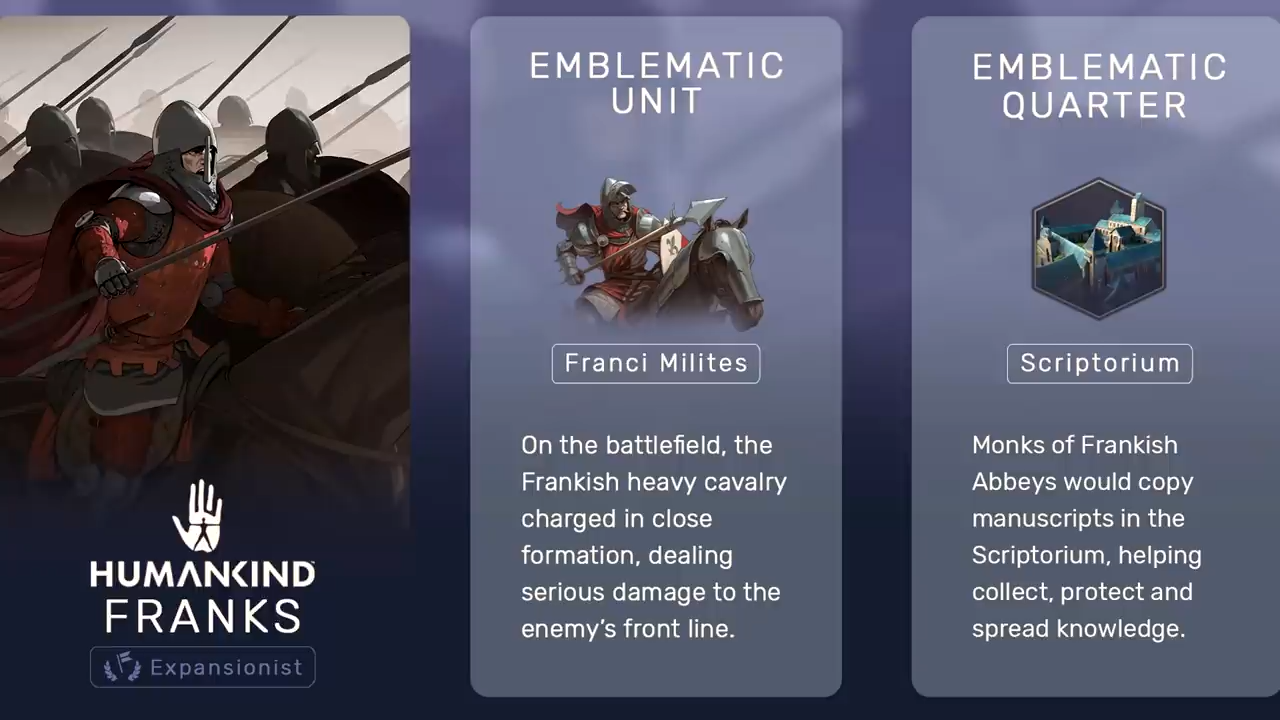 HUMANKIND
FRANKS
Expansionist
EMBLEMATIC
UNIT
Franci Milites
On the battlefield, the
Frankish heavy cavalry
charged in close
formation, dealing
serious damage to the
enemy's front line.
EMBLEMATIC
QUARTER
Scriptorium
Monks of Frankish
Abbeys would copy
manuscripts in the
Scriptorium, helping
collect, protect and
spread knowledge.